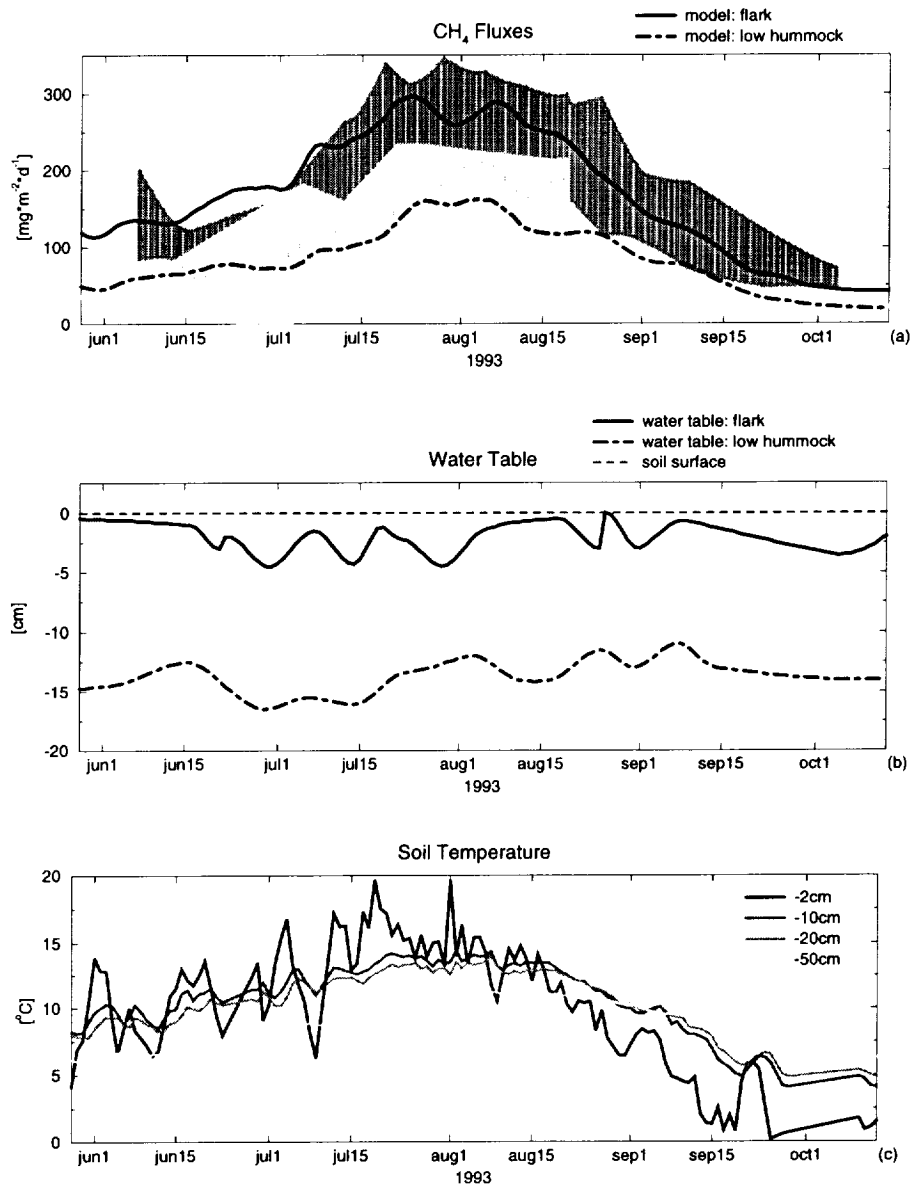 CH4 Fluxes
model: flark
model: low hummock
[mg*m-2*d-1]
300
200
100
0
jun1 jun15 jul1 jul15 aug1 aug15 sep1 sep15 oct1 (a)
1993
water table: flark
water table: low hummock
soil surface
Water Table
[cm]
0
-5
-10
-15
-20
jun1 jun15 jul1 jul15 aug1 aug15 sep1 sep15 oct1 (b)
1993
Soil Temperature
-2cm
-10cm
-20cm
-50cm
[°C]
20
15
10
5
0
jun1 jun15 jul1 jul15 aug1 aug15 sep1 sep15 oct1 (c)
1993